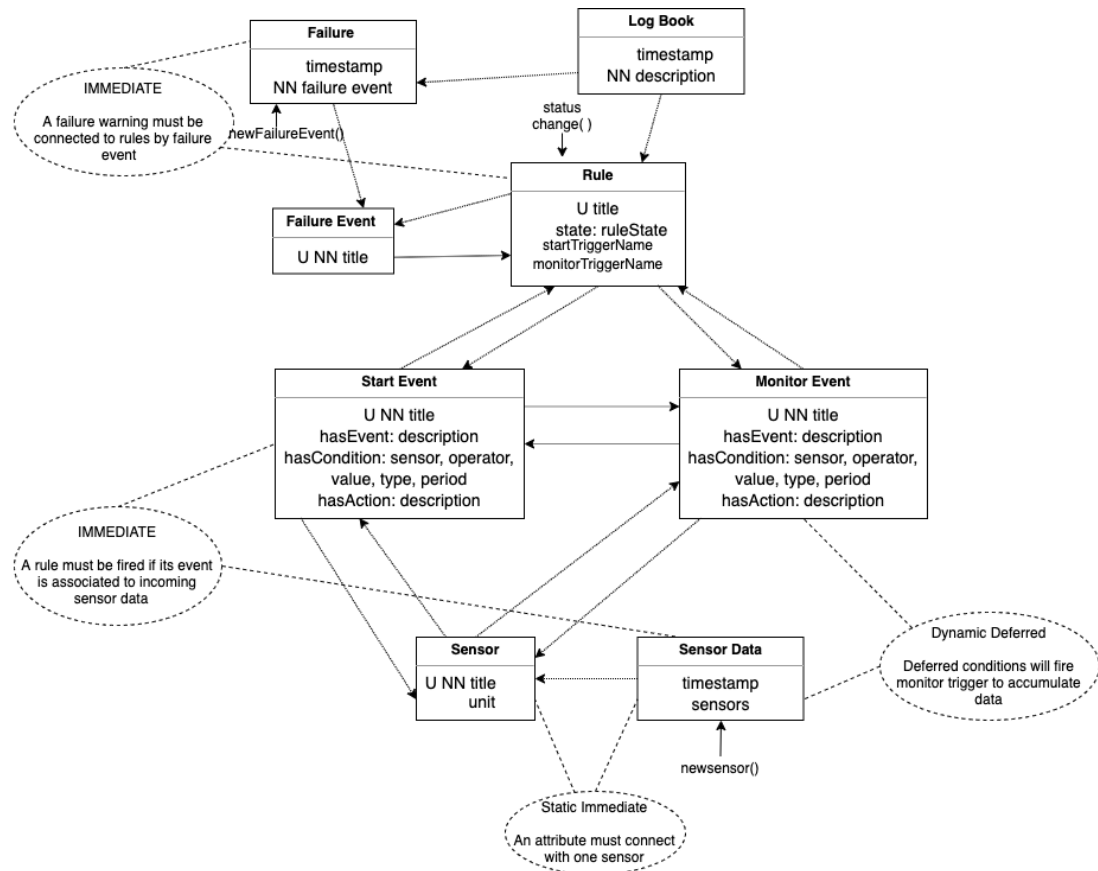 Failure
timestamp
NN failure event
Log Book
timestamp
NN description
IMMEDIATE
A failure warning must be
connected to rules by failure
event
newFailureEvent()
status
change( )
Rule
U title
state: ruleState
startTriggerName
monitorTriggerName
Failure Event
U NN title
Start Event
U NN title
hasEvent: description
hasCondition: sensor, operator,
value, type, period
hasAction: description
Monitor Event
U NN title
hasEvent: description
hasCondition: sensor, operator,
value, type, period
hasAction: description
IMMEDIATE
A rule must be fired if its event
is associated to incoming
sensor data
Sensor
U NN title
unit
Sensor Data
timestamp
sensors
newsensor()
Dynamic Deferred
Deferred conditions will fire
monitor trigger to accumulate
data
Static Immediate
An attribute must connect
with one sensor